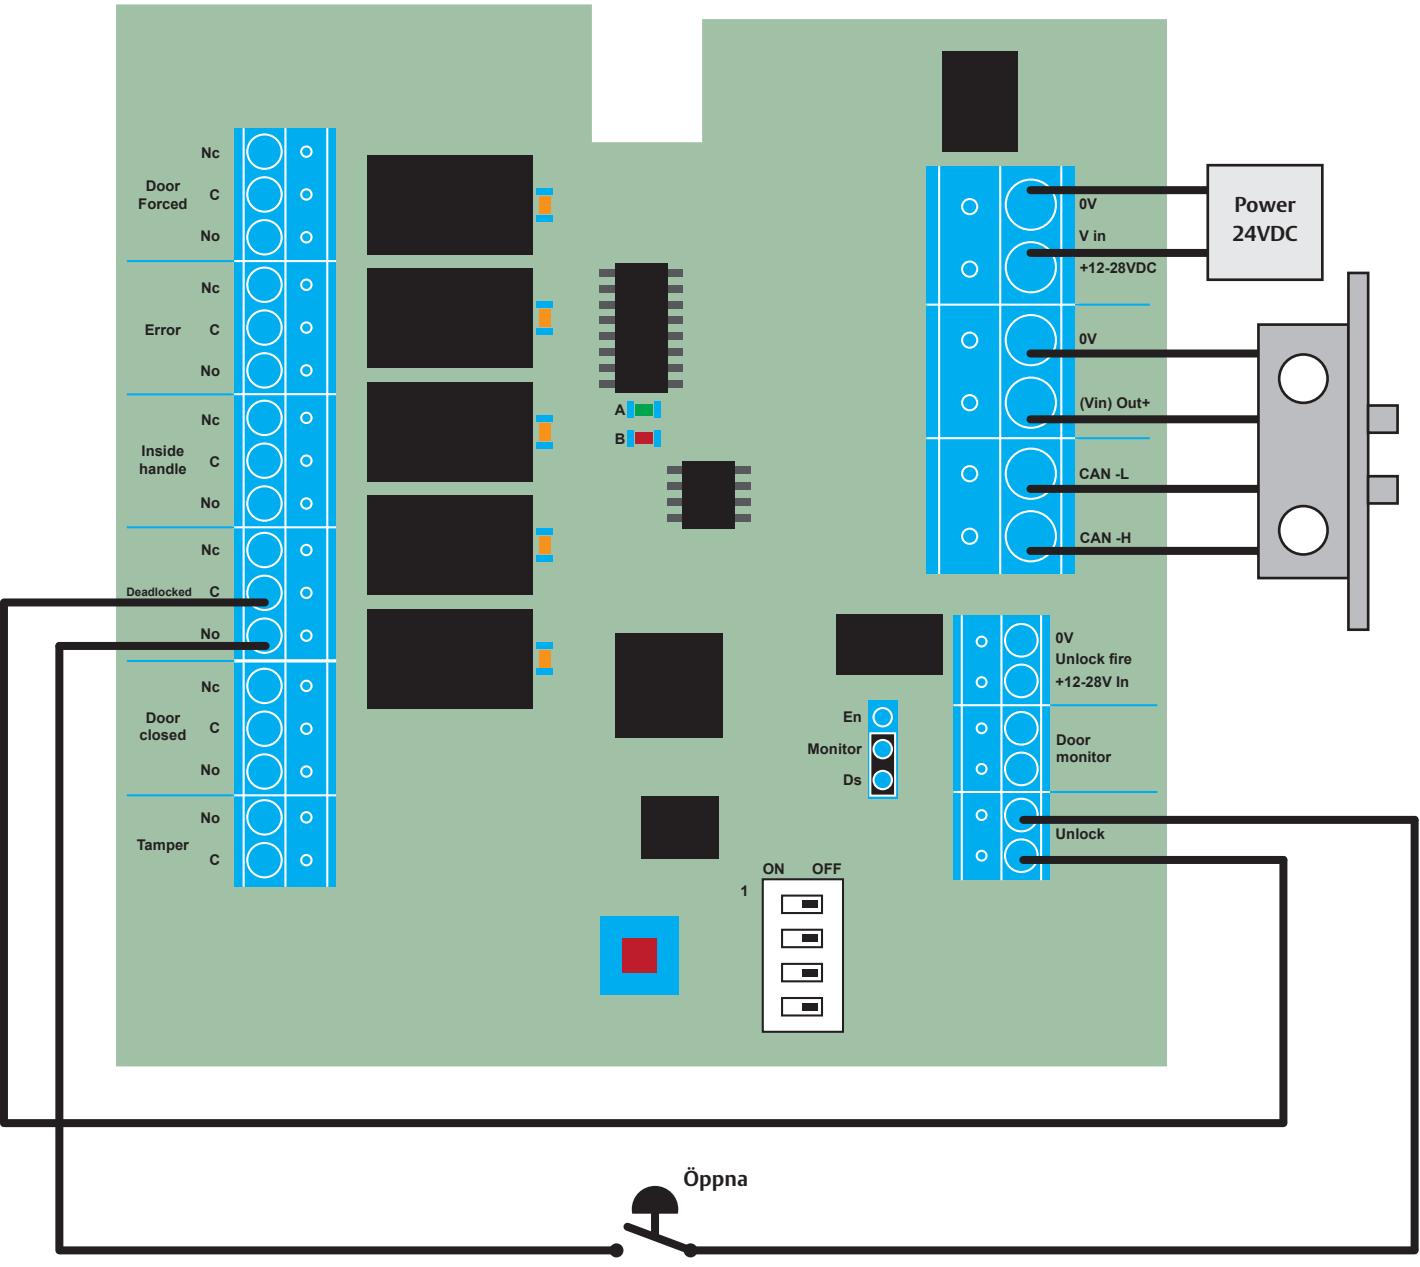 Nc
Door
Forced
C
No
Nc
Error
C
No
Nc
Inside
handle
C
No
Nc
Deadlocked
C
No
Nc
Door
closed
C
No
No
Tamper
C
A
B
0V
V in
+12-28VDC
Power
24VDC
0V
(Vin) Out+
CAN -L
CAN -H
0V
Unlock fire
+12-28V In
En
Monitor
Ds
Door
monitor
Unlock
ON OFF
1
Öppna